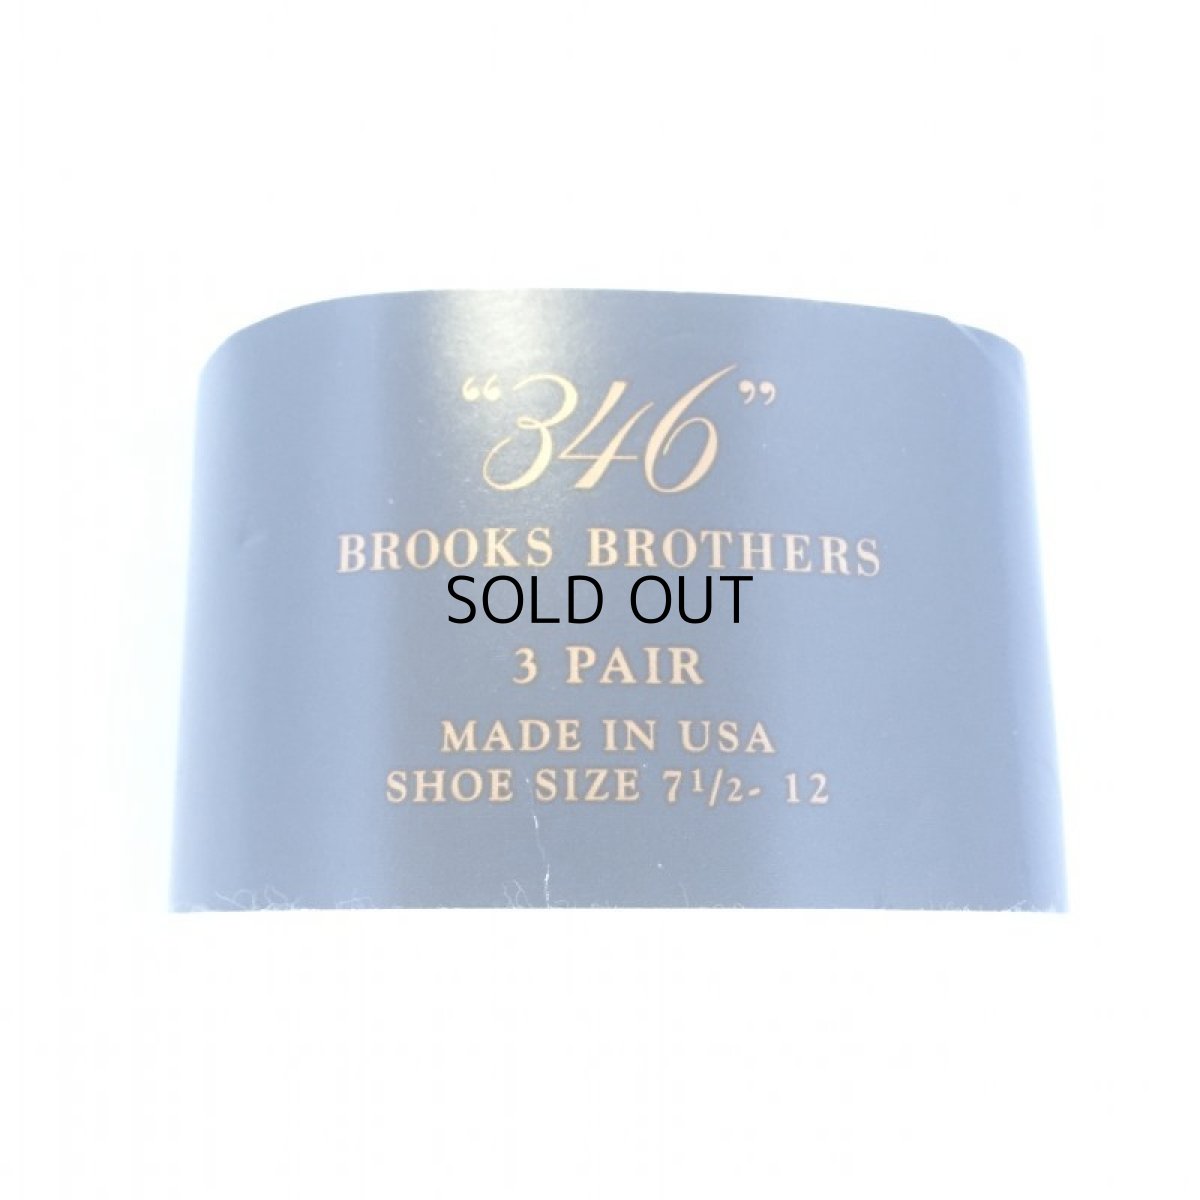 “346”
BROOKS BROTHERS
SOLD OUT
3 PAIR
MADE IN USA
SHOE SIZE 7 1/2- 12